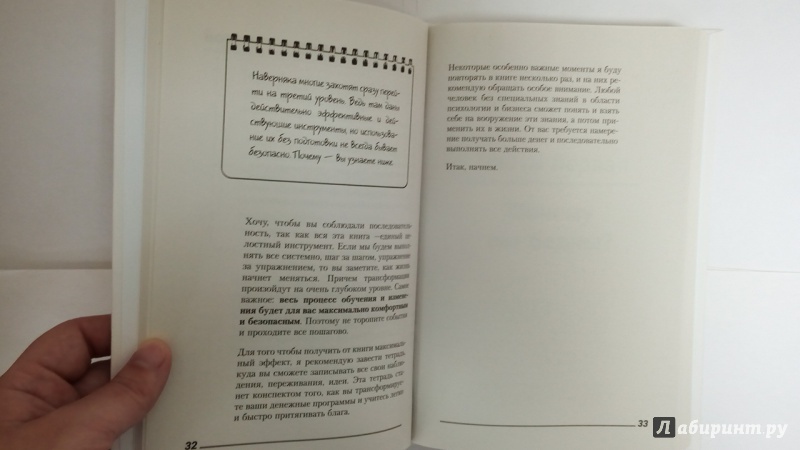 Наверняка многие захотят сразу перей-
ти на третий уровень. Ведь там даны
действительно эффективные и дей-
ствующие инструменты, но использова-
ние их без подготовки не всегда бывает
безопасно. Почему — вы узнаете ниже
Хочу, чтобы вы соблюдали последователь-
ность, так как вся эта книга —единый це-
лостный инструмент. Если мы будем выпол-
нять все системно, шаг за шагом, упражнение
за упражнением, то вы заметите, как жизнь
начнет меняться. Причем трансформации
произойдут на очень глубоком уровне. Самое
важное: весь процесс обучения и измене-
ния будет для вас максимально комфортным
и безопасным. Поэтому не торопите события
и проходите все пошагово.
Для того чтобы получить от книги максималь-
ный эффект, я рекомендую завести тетрадь,
куда вы сможете записывать все свои наблю-
дения, переживания, идеи. Эта тетрадь ста-
нет конспектом того, как вы трансформирует
те ваши денежные программы и учитесь легко
и быстро притягивать блага.
32
Некоторые особенно важные моменты я буду
повторять в книге несколько раз, и на них ре-
комендую обращать особое внимание. Любой
человек без специальных знаний в области
психологии и бизнеса сможет понять и взять
себе на вооружение эти знания, а потом при-
менить их в жизни. От вас требуется намере-
ние получать больше денег и последовательно
выполнять все действия.
Итак, начнем.
33
Лабиринт.ру